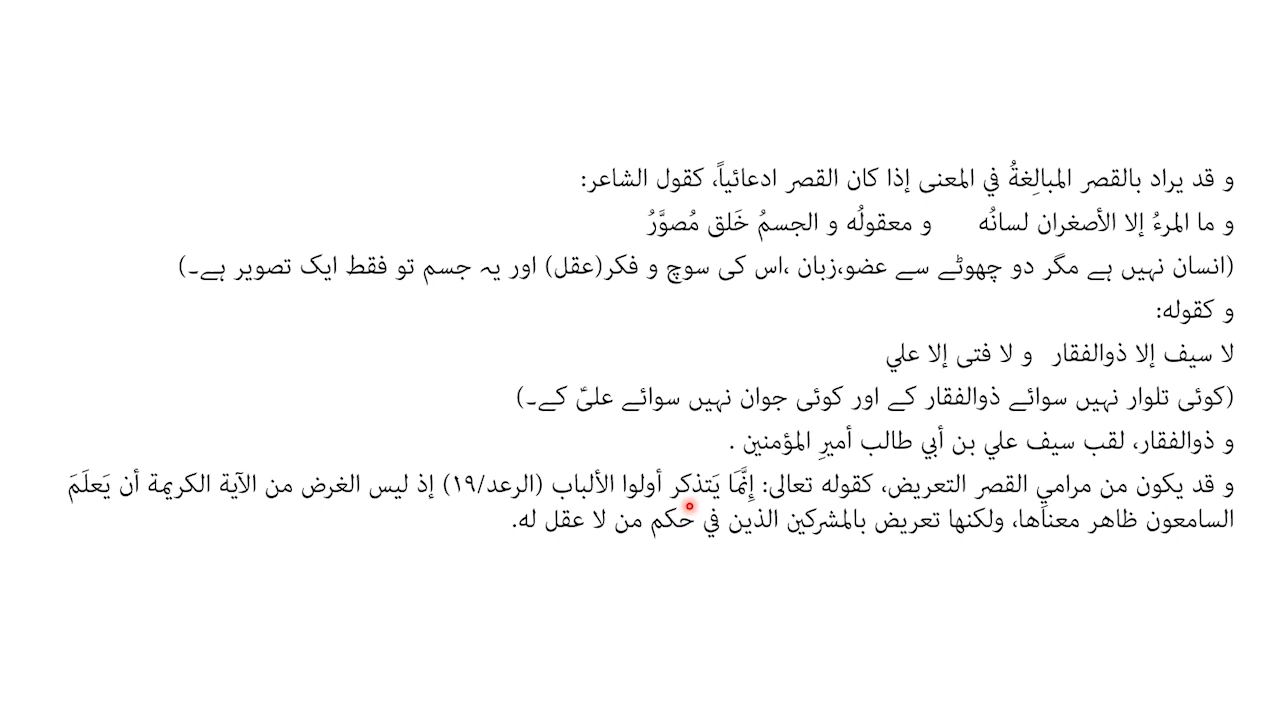 و قد يراد بالقصر المبالِغةُ في المعنى إذا كان القصر ادعائياً، كقول الشاعر:
و ما المرءُ إلا الأصغران لسانُه و معقولُه و الجسمُ خَلق مُصوَّرُ
(انسان نہیں ہے مگر دو چھوٹے سے عضو،زبان ،اس کی سوچ و فکر(عقل) اور یہ جسم تو فقط ایک تصویر ہے۔)
و كقوله:
لا سيف إلا ذوالفقار و لا فتى إلا علي
(کوئی تلوار نہیں سوائے ذوالفقار کے اور کوئی جوان نہیں سوائے علیؑ کے۔)
و ذوالفقار، لقب سيف علي بن أبي طالب أميرِ المؤمنين .
و قد يكون من مرامي القصر التعريض، كقوله تعالى: إِنَّمَا يَتذكر أولوا الألباب (الرعد/١٩) إذ ليس الغرض من الآية الكريمة أن يَعلَمَ
السامعون ظاهر معناها، ولكنها تعريض بالمشركين الذين في حكم من لا عقل له.